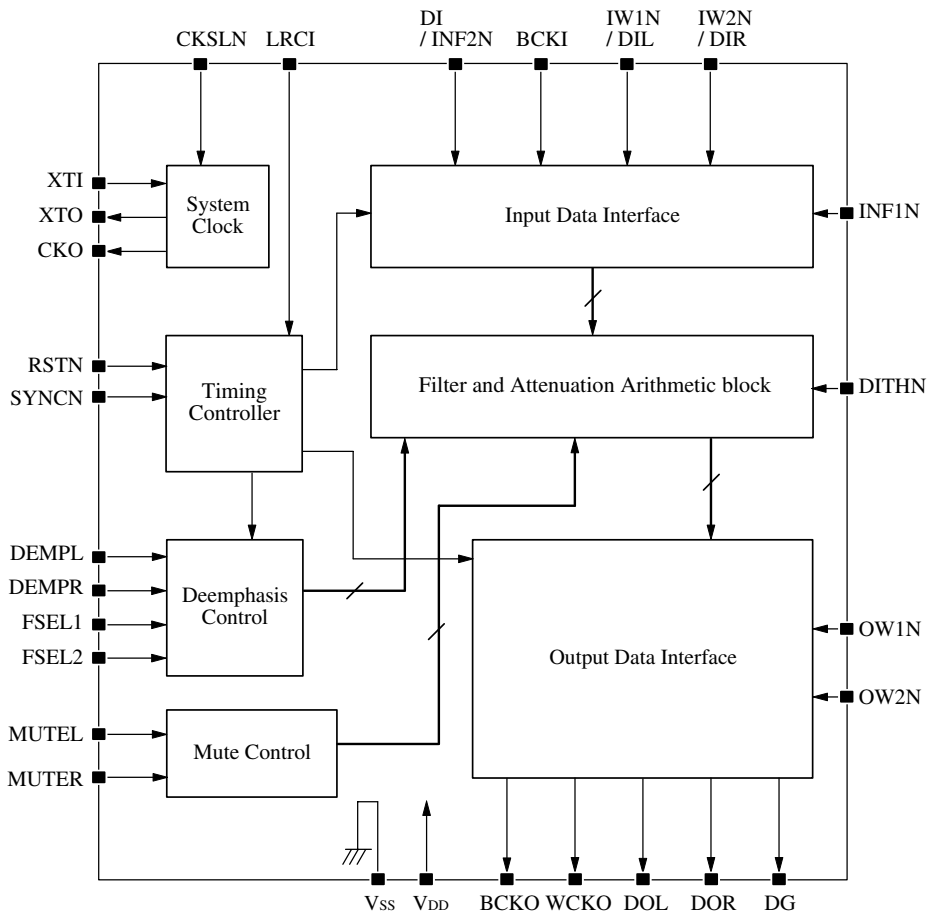 DI
/ INF2N
IW1N
/ DIL
IW2N
/ DIR
CKSLN
LRCI
BCKI
XTI
XTO
CKO
System
Clock
Input Data Interface
INF1N
RSTN
SYNCN
Timing
Controller
Filter and Attenuation Arithmetic block
DITHN
DEMPL
DEMPR
FSEL1
FSEL2
Deemphasis
Control
Output Data Interface
OW1N
OW2N
MUTEL
MUTER
Mute Control
VSS
VDD
BCKO
WCKO
DOL
DOR
DG